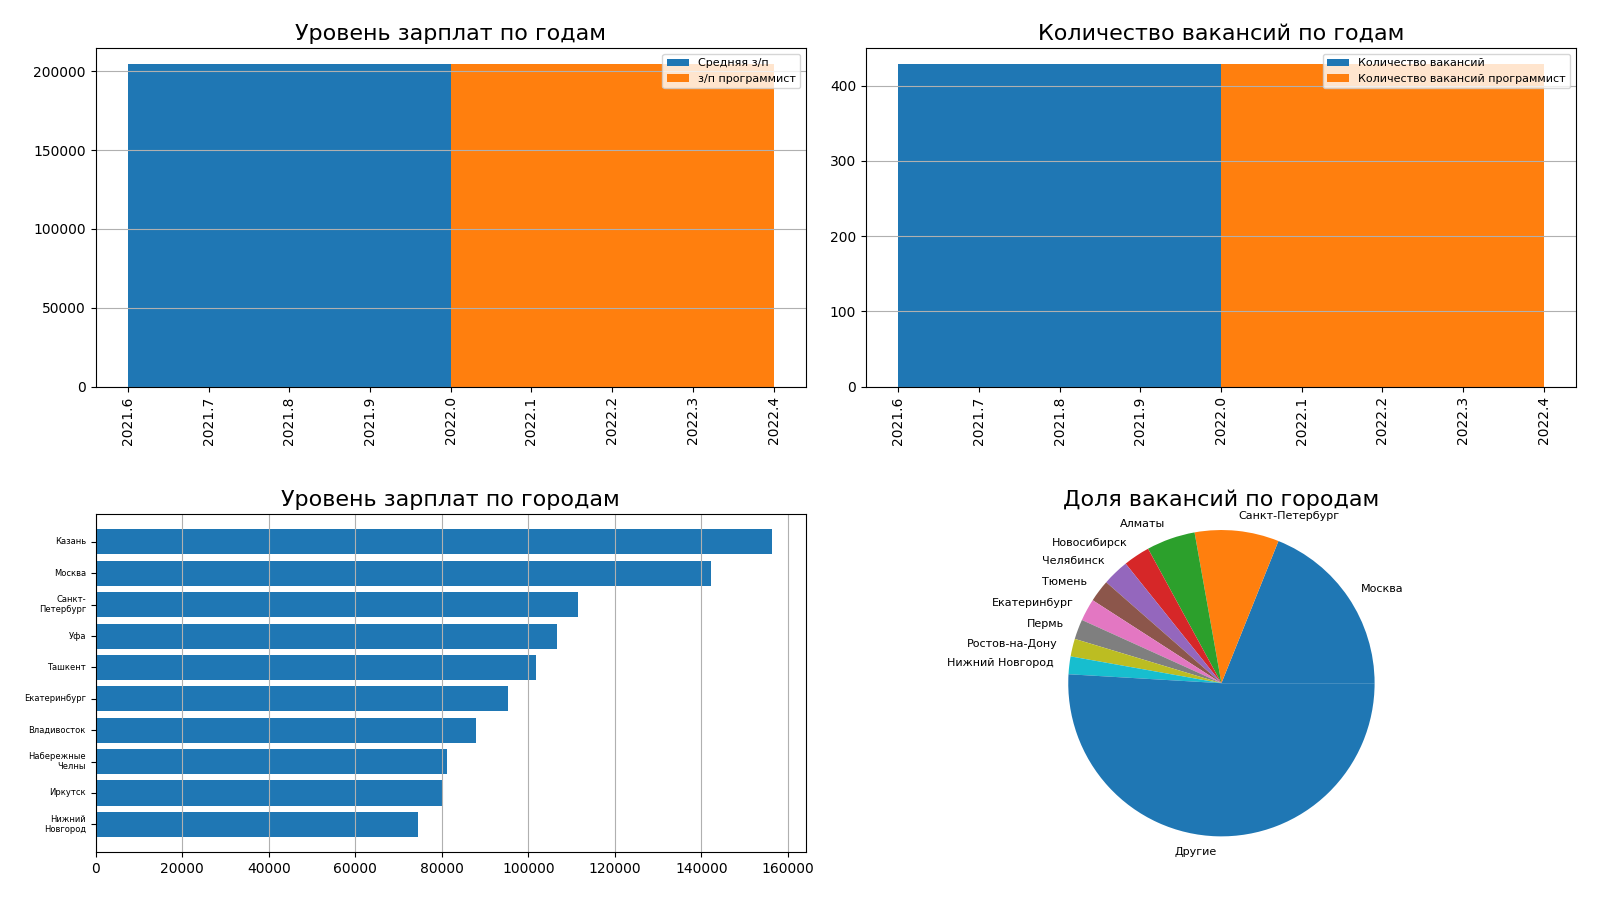 Уровень зарплат по годам
Средняя з/п
з/п программист
200000
150000
100000
50000
0
2021.6
2021.7
2021.8
2021.9
2022.0
2022.1
2022.2
2022.3
2022.4
Количество вакансий по годам
Количество вакансий
Количество вакансий программист
400
300
200
100
0
2021.6
2021.7
2021.8
2021.9
2022.0
2022.1
2022.2
2022.3
2022.4
Уровень зарплат по городам
Казань
Москва
Санкт-
Петербург
Уфа
Ташкент
Екатеринбург
Владивосток
Набережные
Челны
Иркутск
Нижний
Новгород
0
20000
40000
60000
80000
100000
120000
140000
160000
Доля вакансий по городам
Санкт-Петербург
Алматы
Новосибирск
Челябинск
Тюмень
Москва
Екатеринбург
Пермь
Ростов-на-Дону
Нижний Новгород
Другие